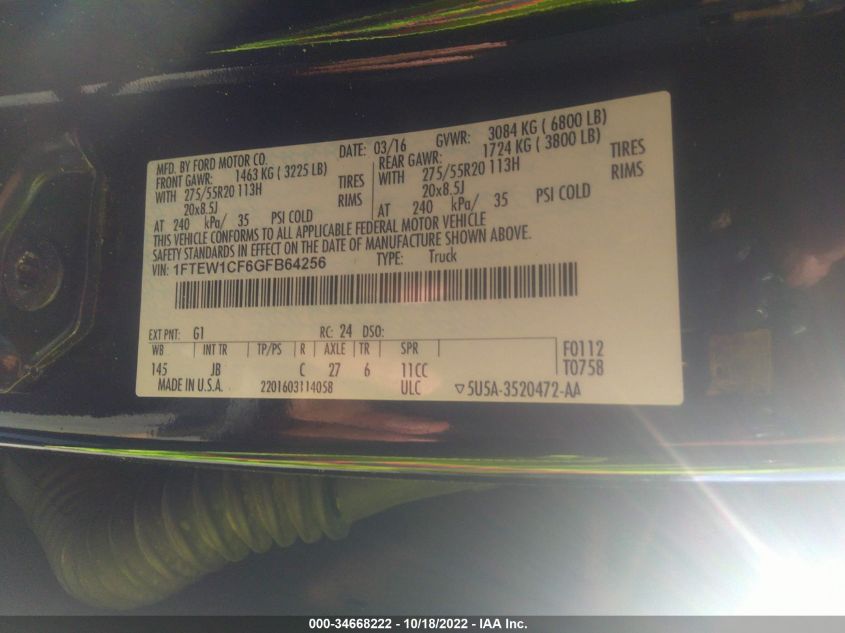 MFD. BY FORD MOTOR CO. DATE: 03/16 GVWR: 3084 KG ( 6800 LB)
FRONT GAWR: 1463 KG ( 3225 LB) REAR GAWR: 1724 KG ( 3800 LB)
WITH 275/55R20 113H TIRES WITH 275/55R20 113H TIRES
20x8.5J RIMS 20x8.5J RIMS
AT 240 kPa/ 35 PSI COLD AT 240 kPa/ 35 PSI COLD
THIS VEHICLE CONFORMS TO ALL APPLICABLE FEDERAL MOTOR VEHICLE
SAFETY STANDARDS IN EFFECT ON THE DATE OF MANUFACTURE SHOWN ABOVE.
VIN: 1FTEW1CF6GFB64256 TYPE: Truck
EXT PNT: G1 RC: 24 DSO:
WB INT TR TP/PS R AXLE TR SPR F0112
145 JB C 27 6 11CC T0758
MADE IN U.S.A. 2201603114058 ULC ▽5U5A-3520472-AA
000-34668222 - 10/18/2022 - IAA Inc.